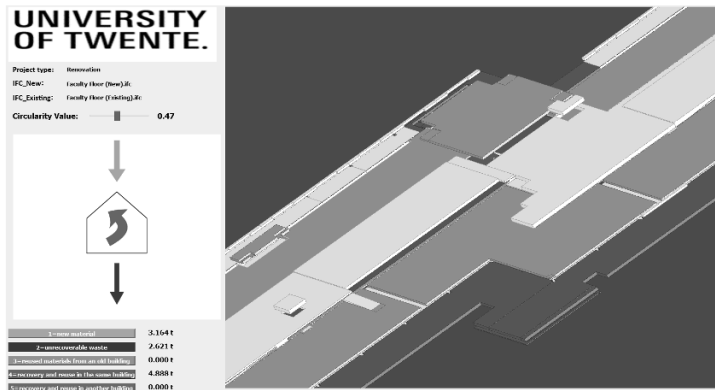 UNIVERSITY
OF TWENTE.
Project type: Renovation
IFC_New: Faculty Floor (New).ifc
IFC_Existing: Faculty Floor (Existing).ifc
Circularity Value: 0.47
1-new material 3.164 t
2-unrecoverable waste 2.621 t
3-reused materials from an old building 0.000 t
4-recovery and reuse in the same building 4.888 t
5-recovery and reuse in another building 0.000 t